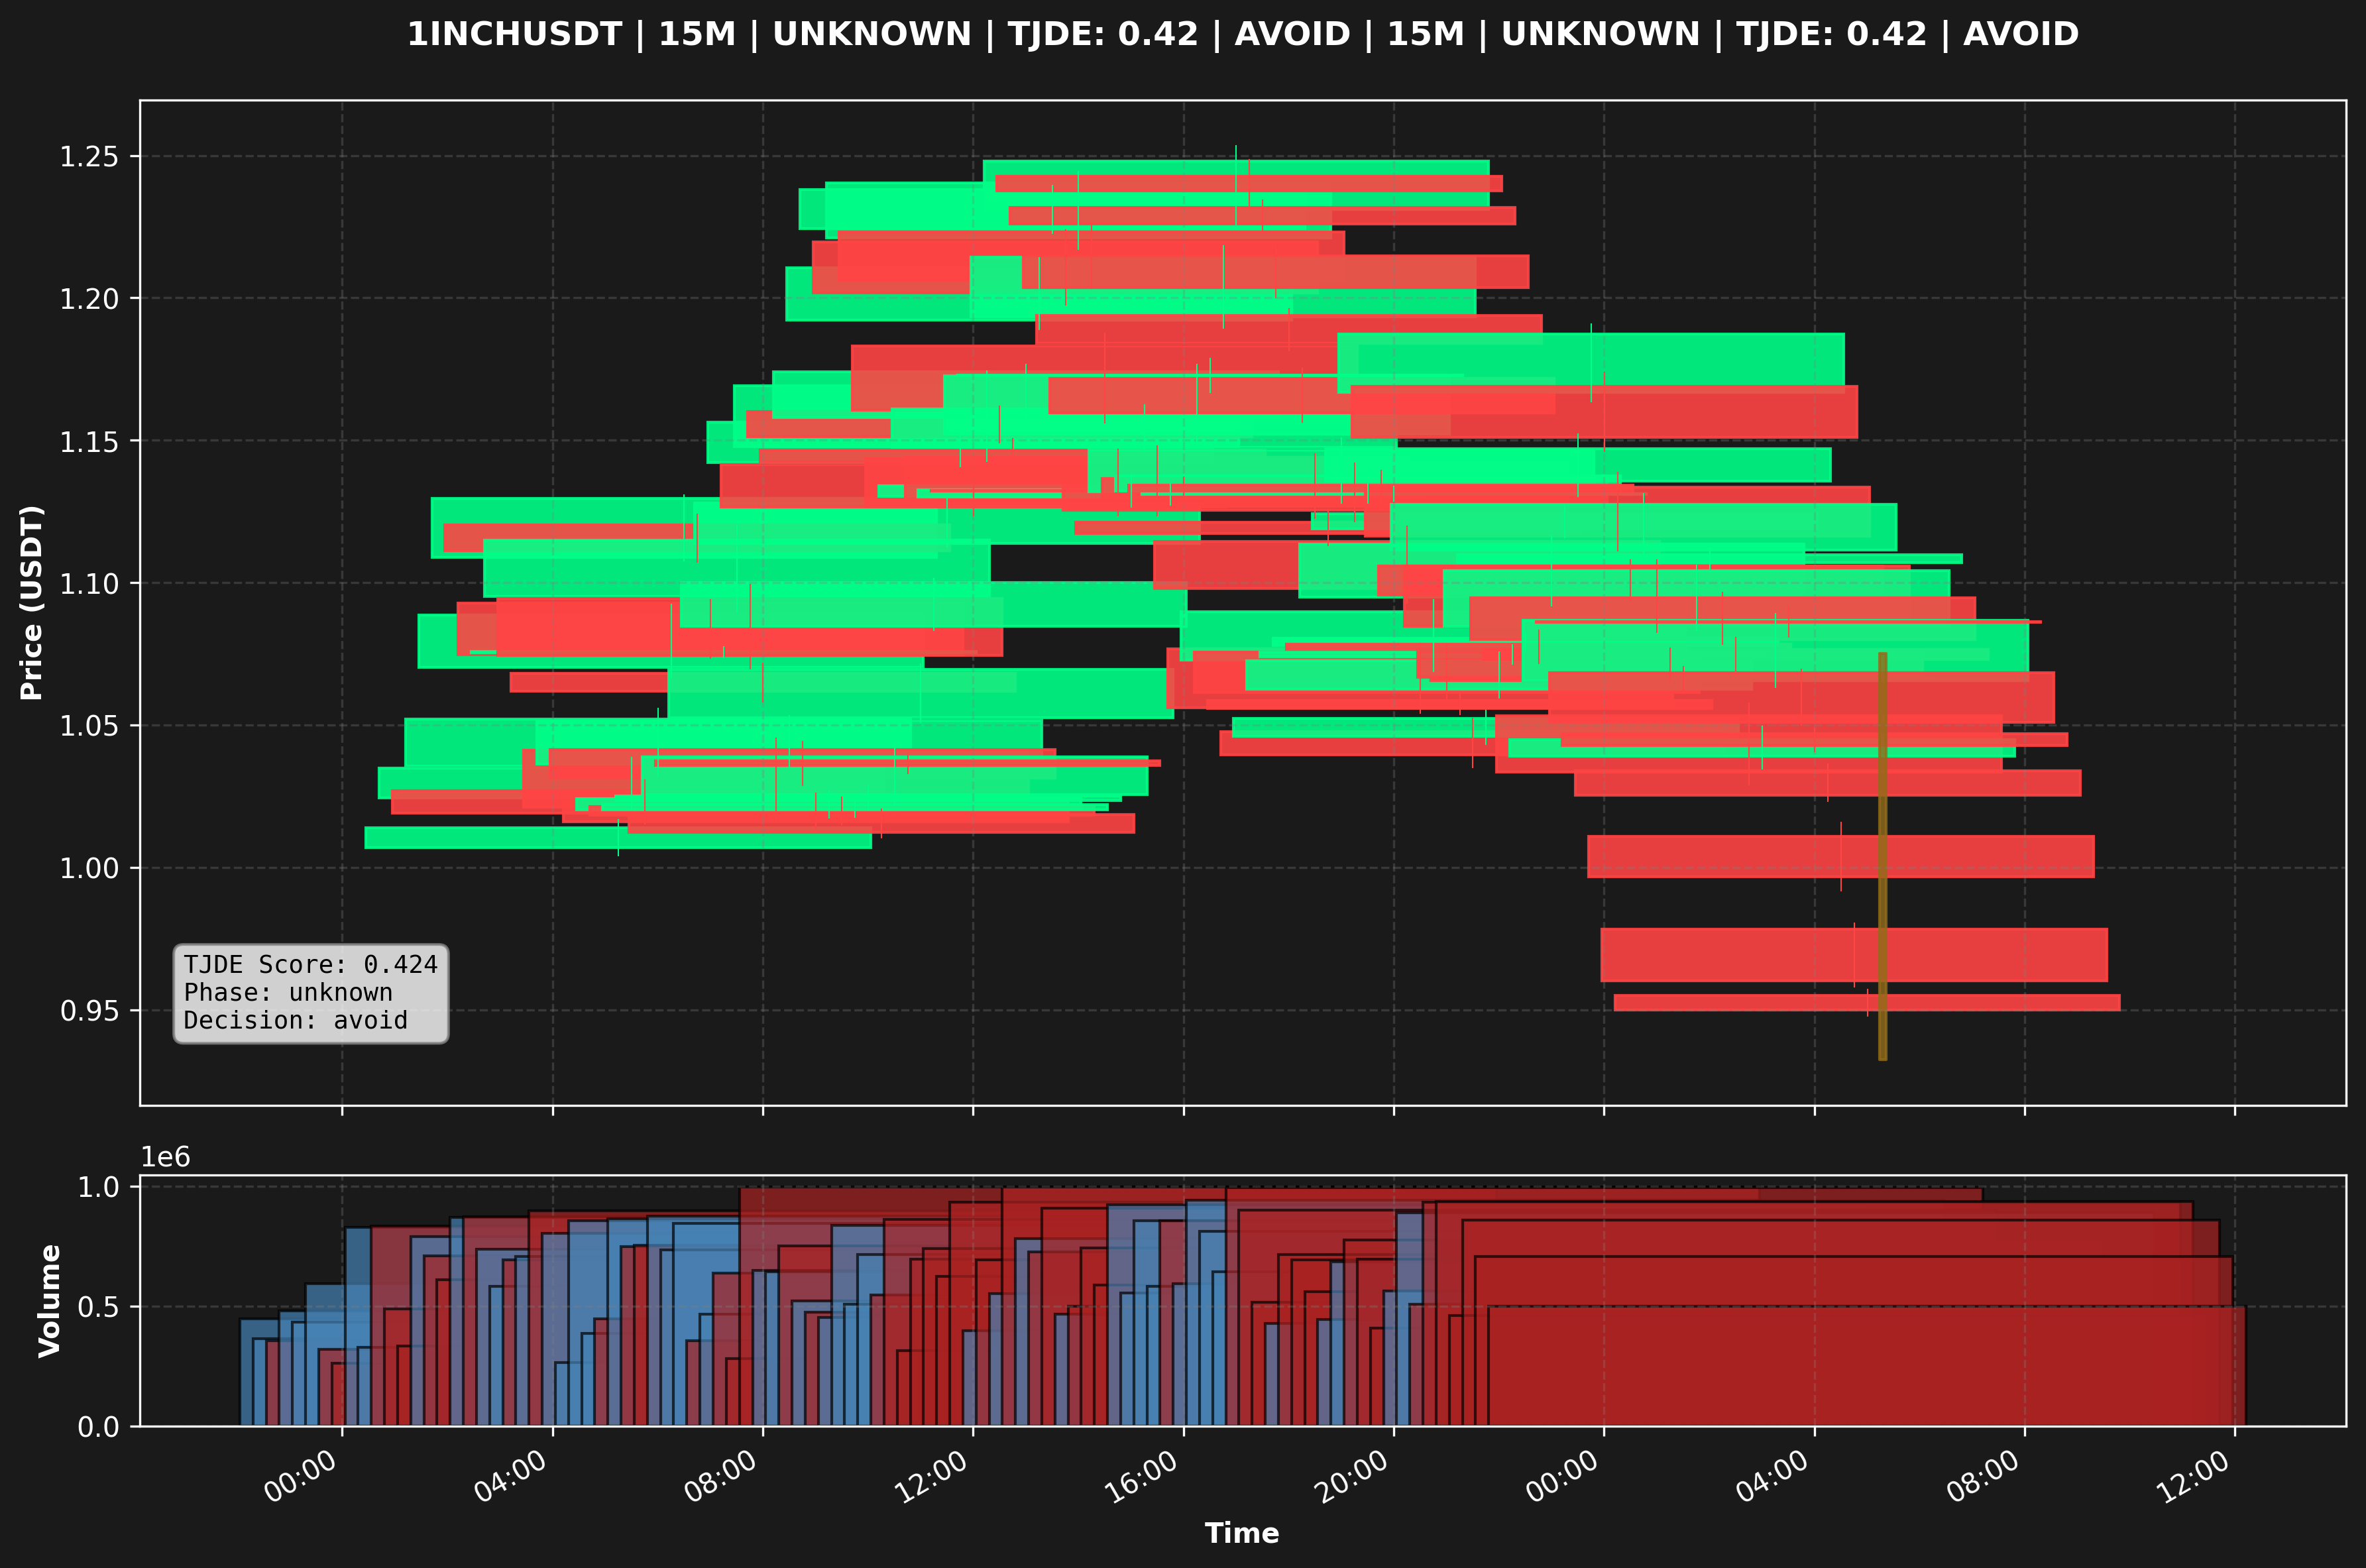 1INCHUSDT | 15M | UNKNOWN | TJDE: 0.42 | AVOID | 15M | UNKNOWN | TJDE: 0.42 | AVOID
1.25
1.20
1.15
1.10
1.05
1.00
0.95
Price (USDT)
TJDE Score: 0.424
Phase: unknown
Decision: avoid
1e6
1.0
0.5
0.0
Volume
00:00 04:00 08:00 12:00 16:00 20:00 00:00 04:00 08:00 12:00
Time